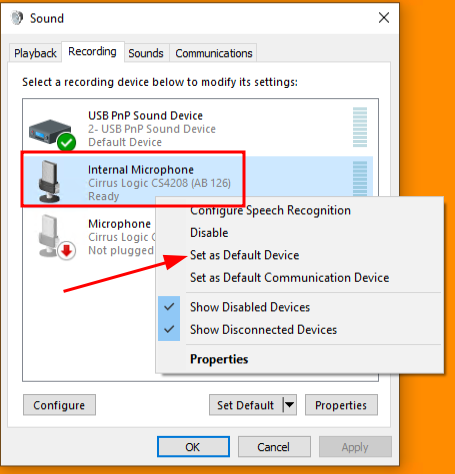 Sound
Playback Recording Sounds Communications
Select a recording device below to modify its settings:
USB PnP Sound Device
2- USB PnP Sound Device
Default Device
Internal Microphone
Cirrus Logic CS4208 (AB 126)
Ready
Microphone
Cirrus Logic
Not plugged
Configure Speech Recognition
Disable
Set as Default Device
Set as Default Communication Device
Show Disabled Devices
Show Disconnected Devices
Properties
Configure Set Default Properties
OK Cancel Apply